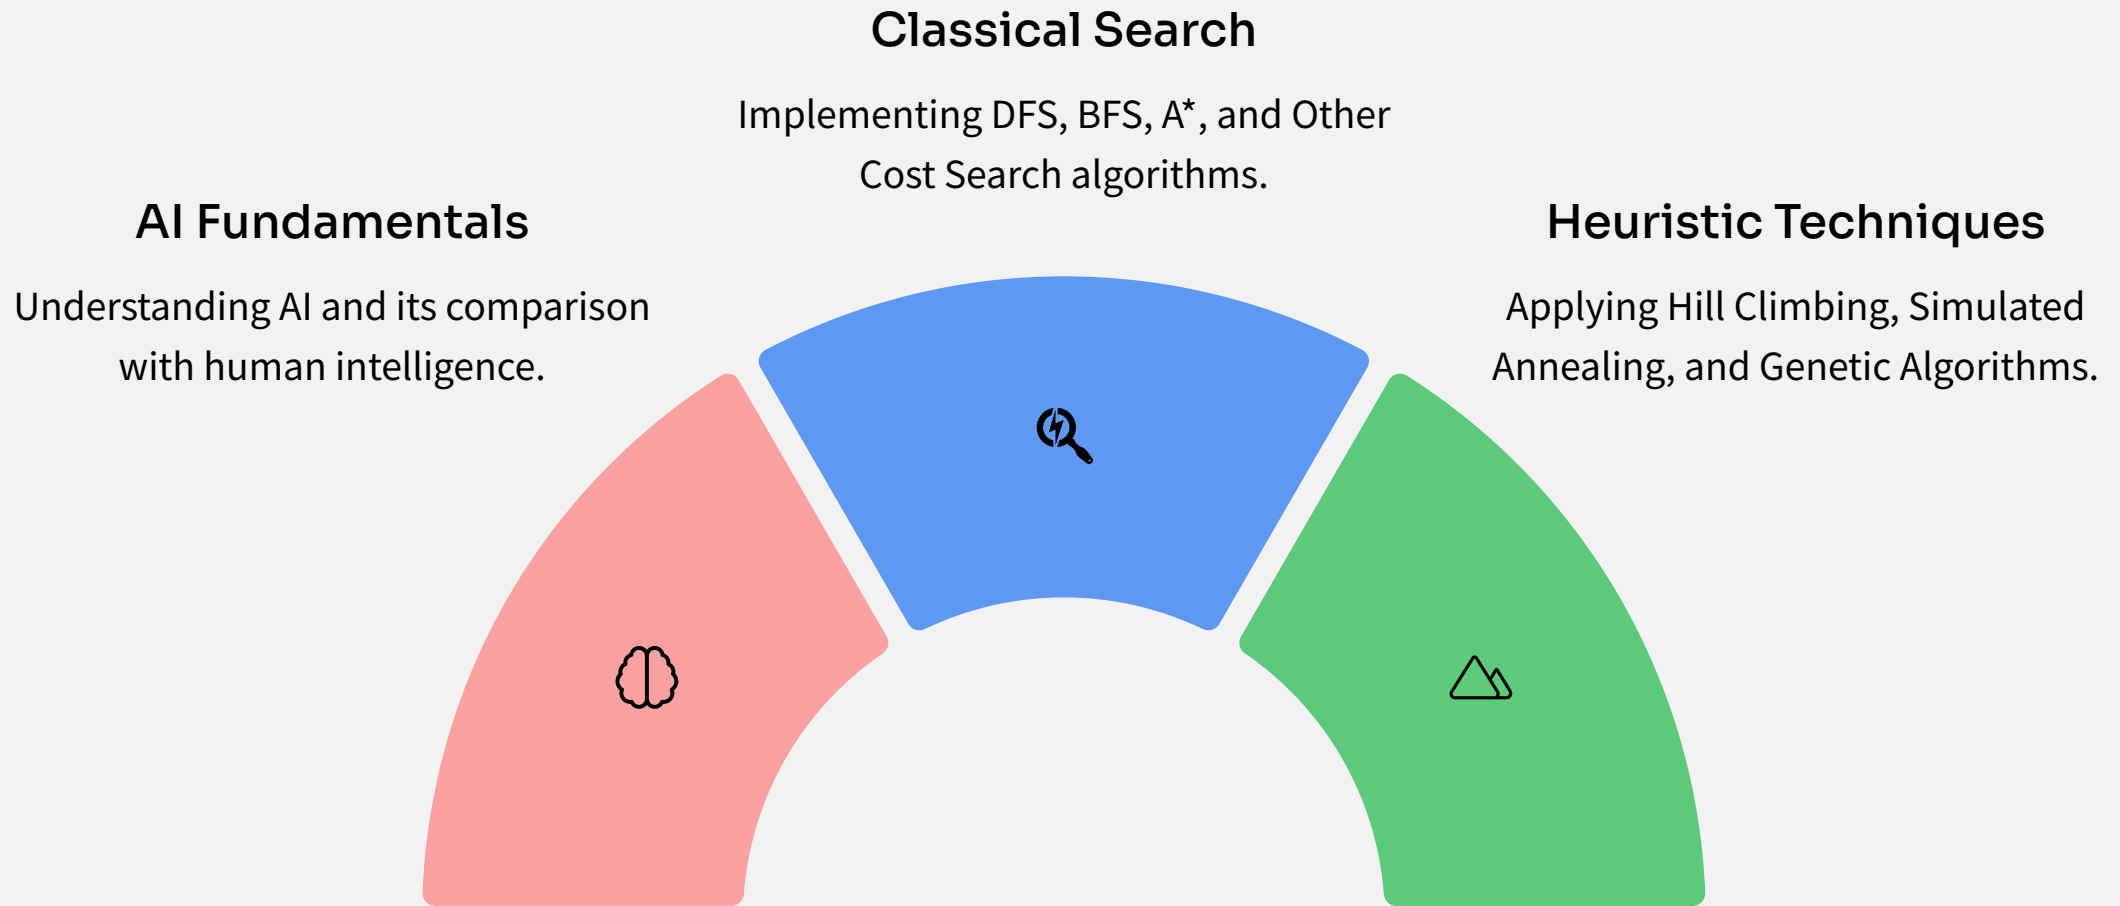 Classical Search
Implementing DFS, BFS, A*, and Other
Cost Search algorithms.
AI Fundamentals
Understanding AI and its comparison
with human intelligence.
Heuristic Techniques
Applying Hill Climbing, Simulated
Annealing, and Genetic Algorithms.